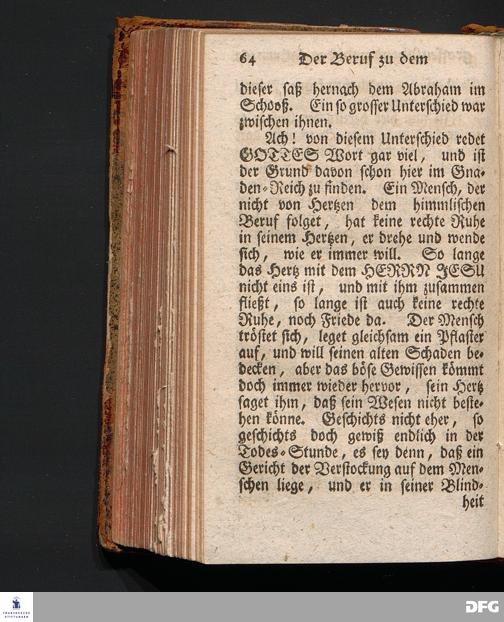 64 Der Beruf zu dem
dieser saß hernach dem Abraham im
Schooß. Ein so grosser Unterschied war
zwischen ihnen.
Ach! von diesem Unterschied redet
GOTTES Wort gar viel, und ist
der Grund davon schon hier im Gna-
den-Reich zu finden. Ein Mensch, der
nicht von Hertzen dem himmlischen
Beruf folget, hat keine rechte Ruhe
in seinem Hertzen, er drehe und wende
sich, wie er immer will. So lange
das Hertz mit dem HERRN JESU
nicht eins ist, und mit ihm zusammen
fließt, so lange ist auch keine rechte
Ruhe, noch Friede da. Der Mensch
tröstet sich, leget gleichsam ein Pflaster
auf, und will seinen alten Schaden be-
decken, aber das böse Gewissen kömmt
doch immer wieder hervor, sein Hertz
saget ihm, daß sein Wesen nicht beste-
hen könne. Geschichts nicht eher, so
geschichts doch gewiß endlich in der
Todes-Stunde, es sey denn, daß ein
Gericht der Verstockung auf dem Men-
schen liege, und er in seiner Blind-
heit
FRANCKESCHE
STIFTUNGEN
DFG